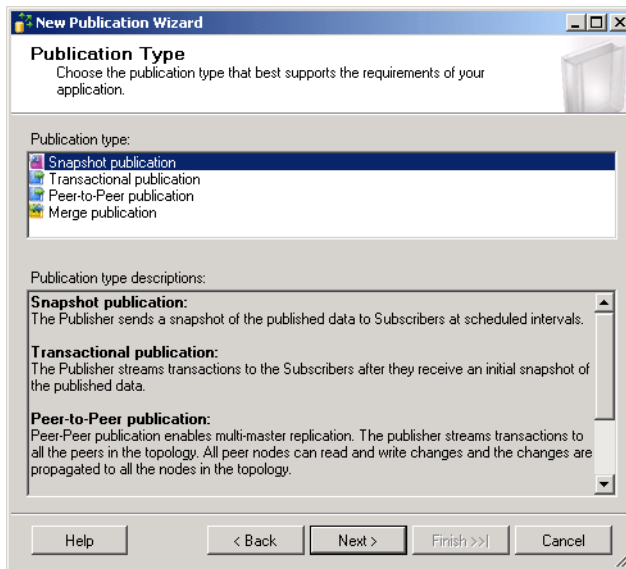 New Publication Wizard
Publication Type
Choose the publication type that best supports the requirements of your
application.
Publication type:
Snapshot publication
Transactional publication
Peer-to-Peer publication
Merge publication
Publication type descriptions:
Snapshot publication:
The Publisher sends a snapshot of the published data to Subscribers at scheduled intervals.
Transactional publication:
The Publisher streams transactions to the Subscribers after they receive an initial snapshot of
the published data.
Peer-to-Peer publication:
Peer-Peer publication enables multi-master replication. The publisher streams transactions to
all the peers in the topology. All peer nodes can read and write changes and the changes are
propagated to all the nodes in the topology.
Help
< Back
Next >
Finish >>|
Cancel